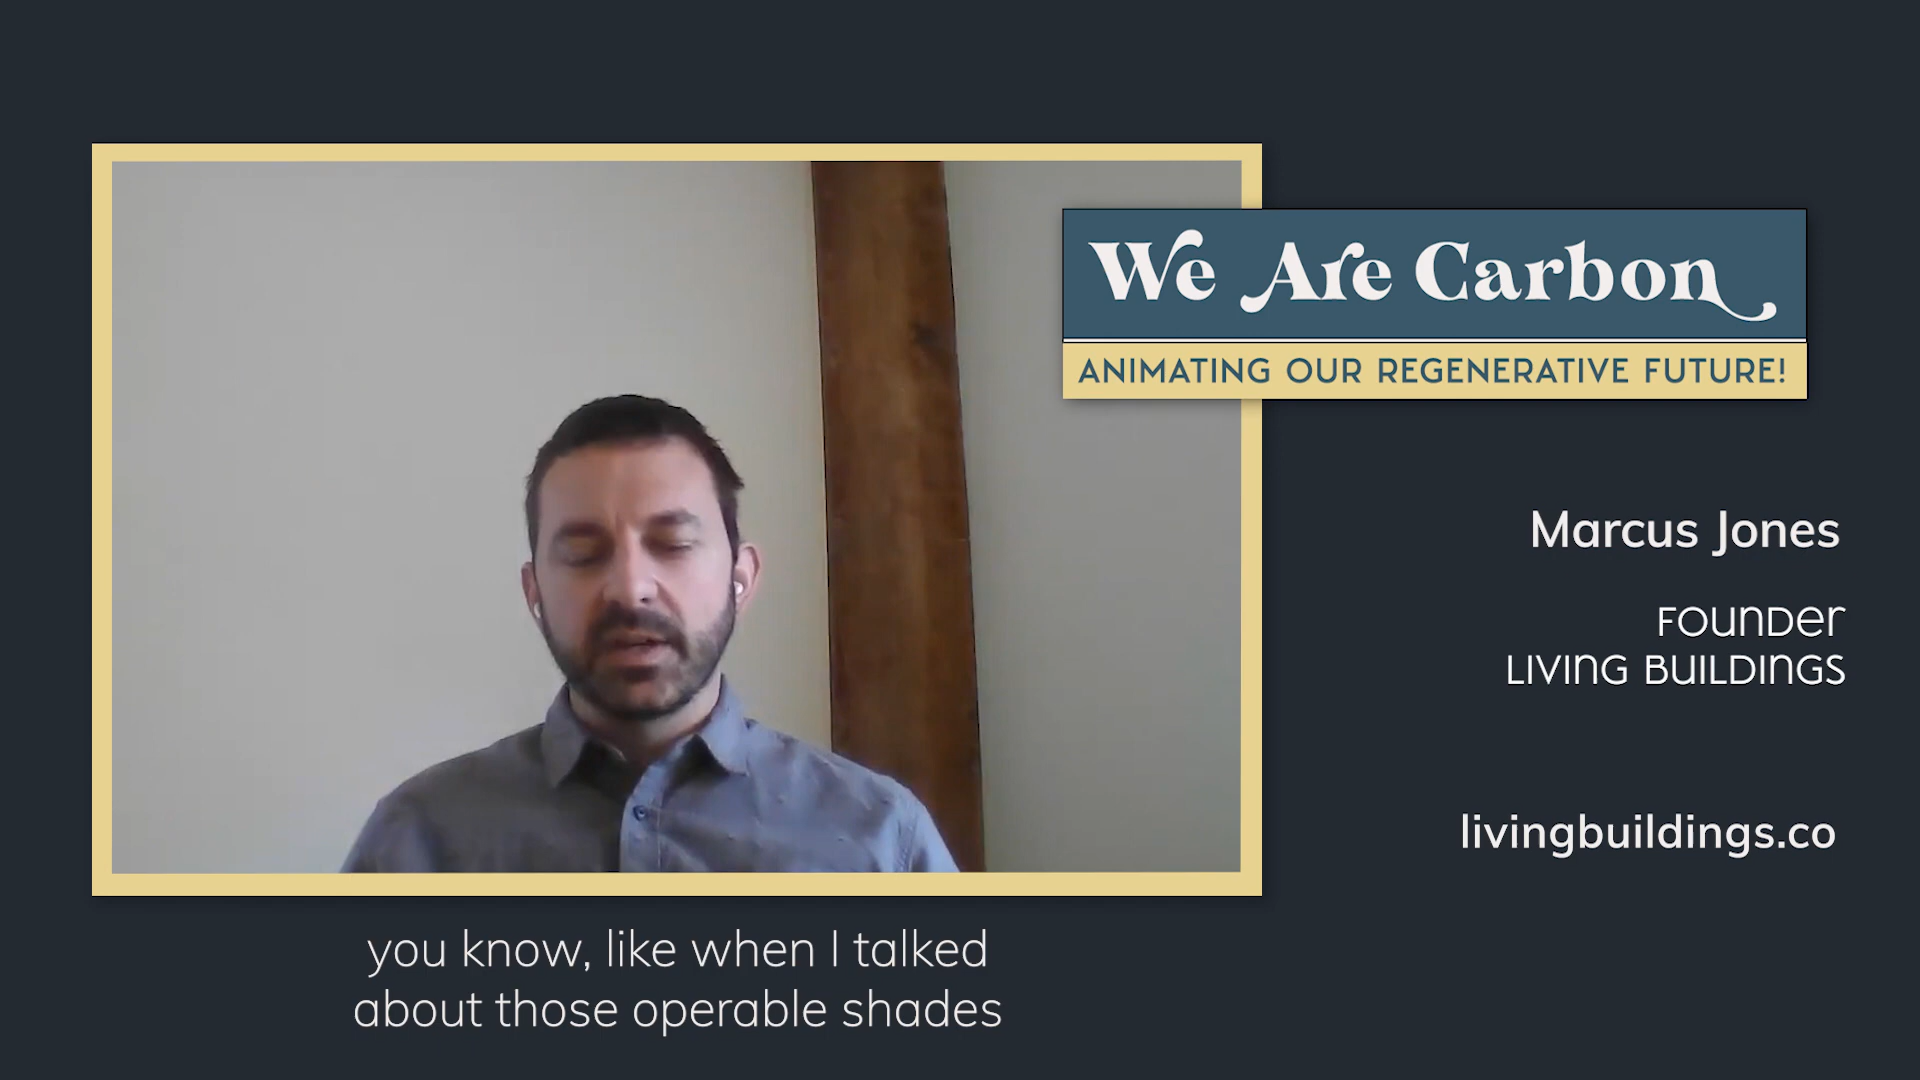 We Are Carbon
ANIMATING OUR REGENERATIVE FUTURE!
Marcus Jones
Founder
Living Buildings
livingbuildings.co
you know, like when I talked
about those operable shades